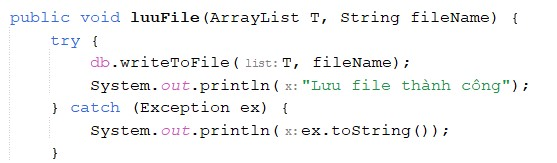 public void luuFile(ArrayList T, String fileName) {
try {
db.writeToFile( list: T, fileName);
System.out.println( x: "Lưu file thành công");
} catch (Exception ex) {
System.out.println( x: ex.toString());
}